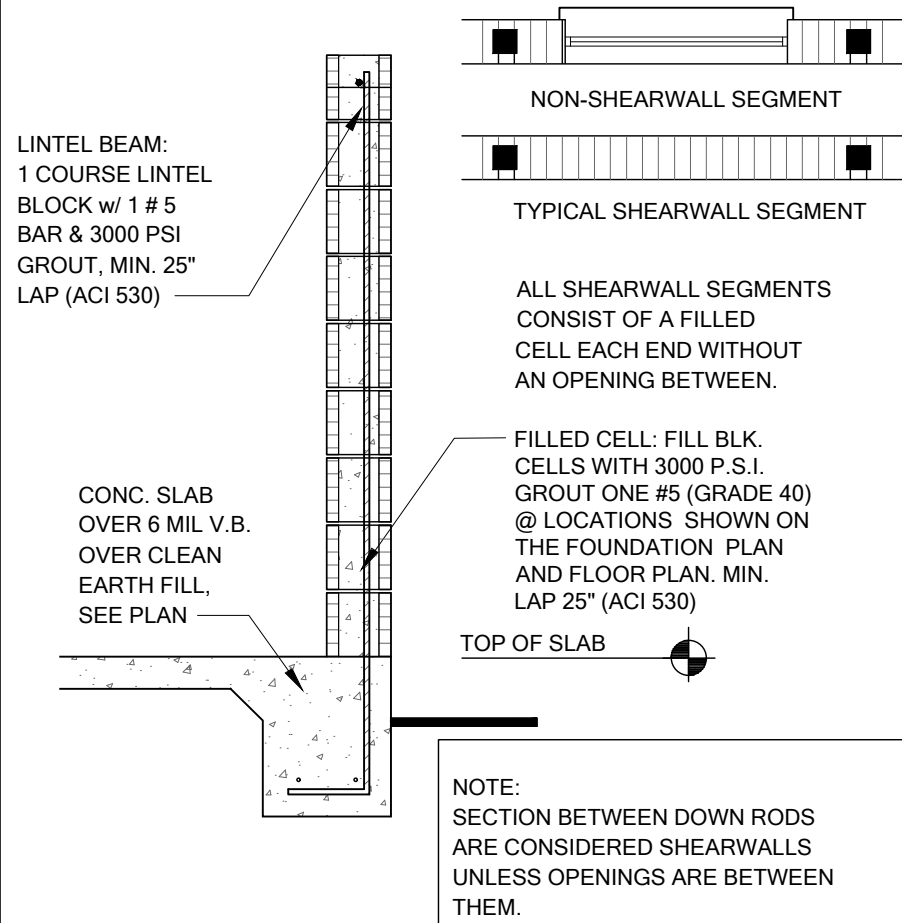 LINTEL BEAM:
1 COURSE LINTEL
BLOCK w/ 1 # 5
BAR & 3000 PSI
GROUT, MIN. 25"
LAP (ACI 530)
CONC. SLAB
OVER 6 MIL V.B.
OVER CLEAN
EARTH FILL,
SEE PLAN
NON-SHEARWALL SEGMENT
TYPICAL SHEARWALL SEGMENT
ALL SHEARWALL SEGMENTS
CONSIST OF A FILLED
CELL EACH END WITHOUT
AN OPENING BETWEEN.
FILLED CELL: FILL BLK.
CELLS WITH 3000 P.S.I.
GROUT ONE #5 (GRADE 40)
@ LOCATIONS SHOWN ON
THE FOUNDATION PLAN
AND FLOOR PLAN. MIN.
LAP 25" (ACI 530)
TOP OF SLAB
NOTE:
SECTION BETWEEN DOWN RODS
ARE CONSIDERED SHEARWALLS
UNLESS OPENINGS ARE BETWEEN
THEM.